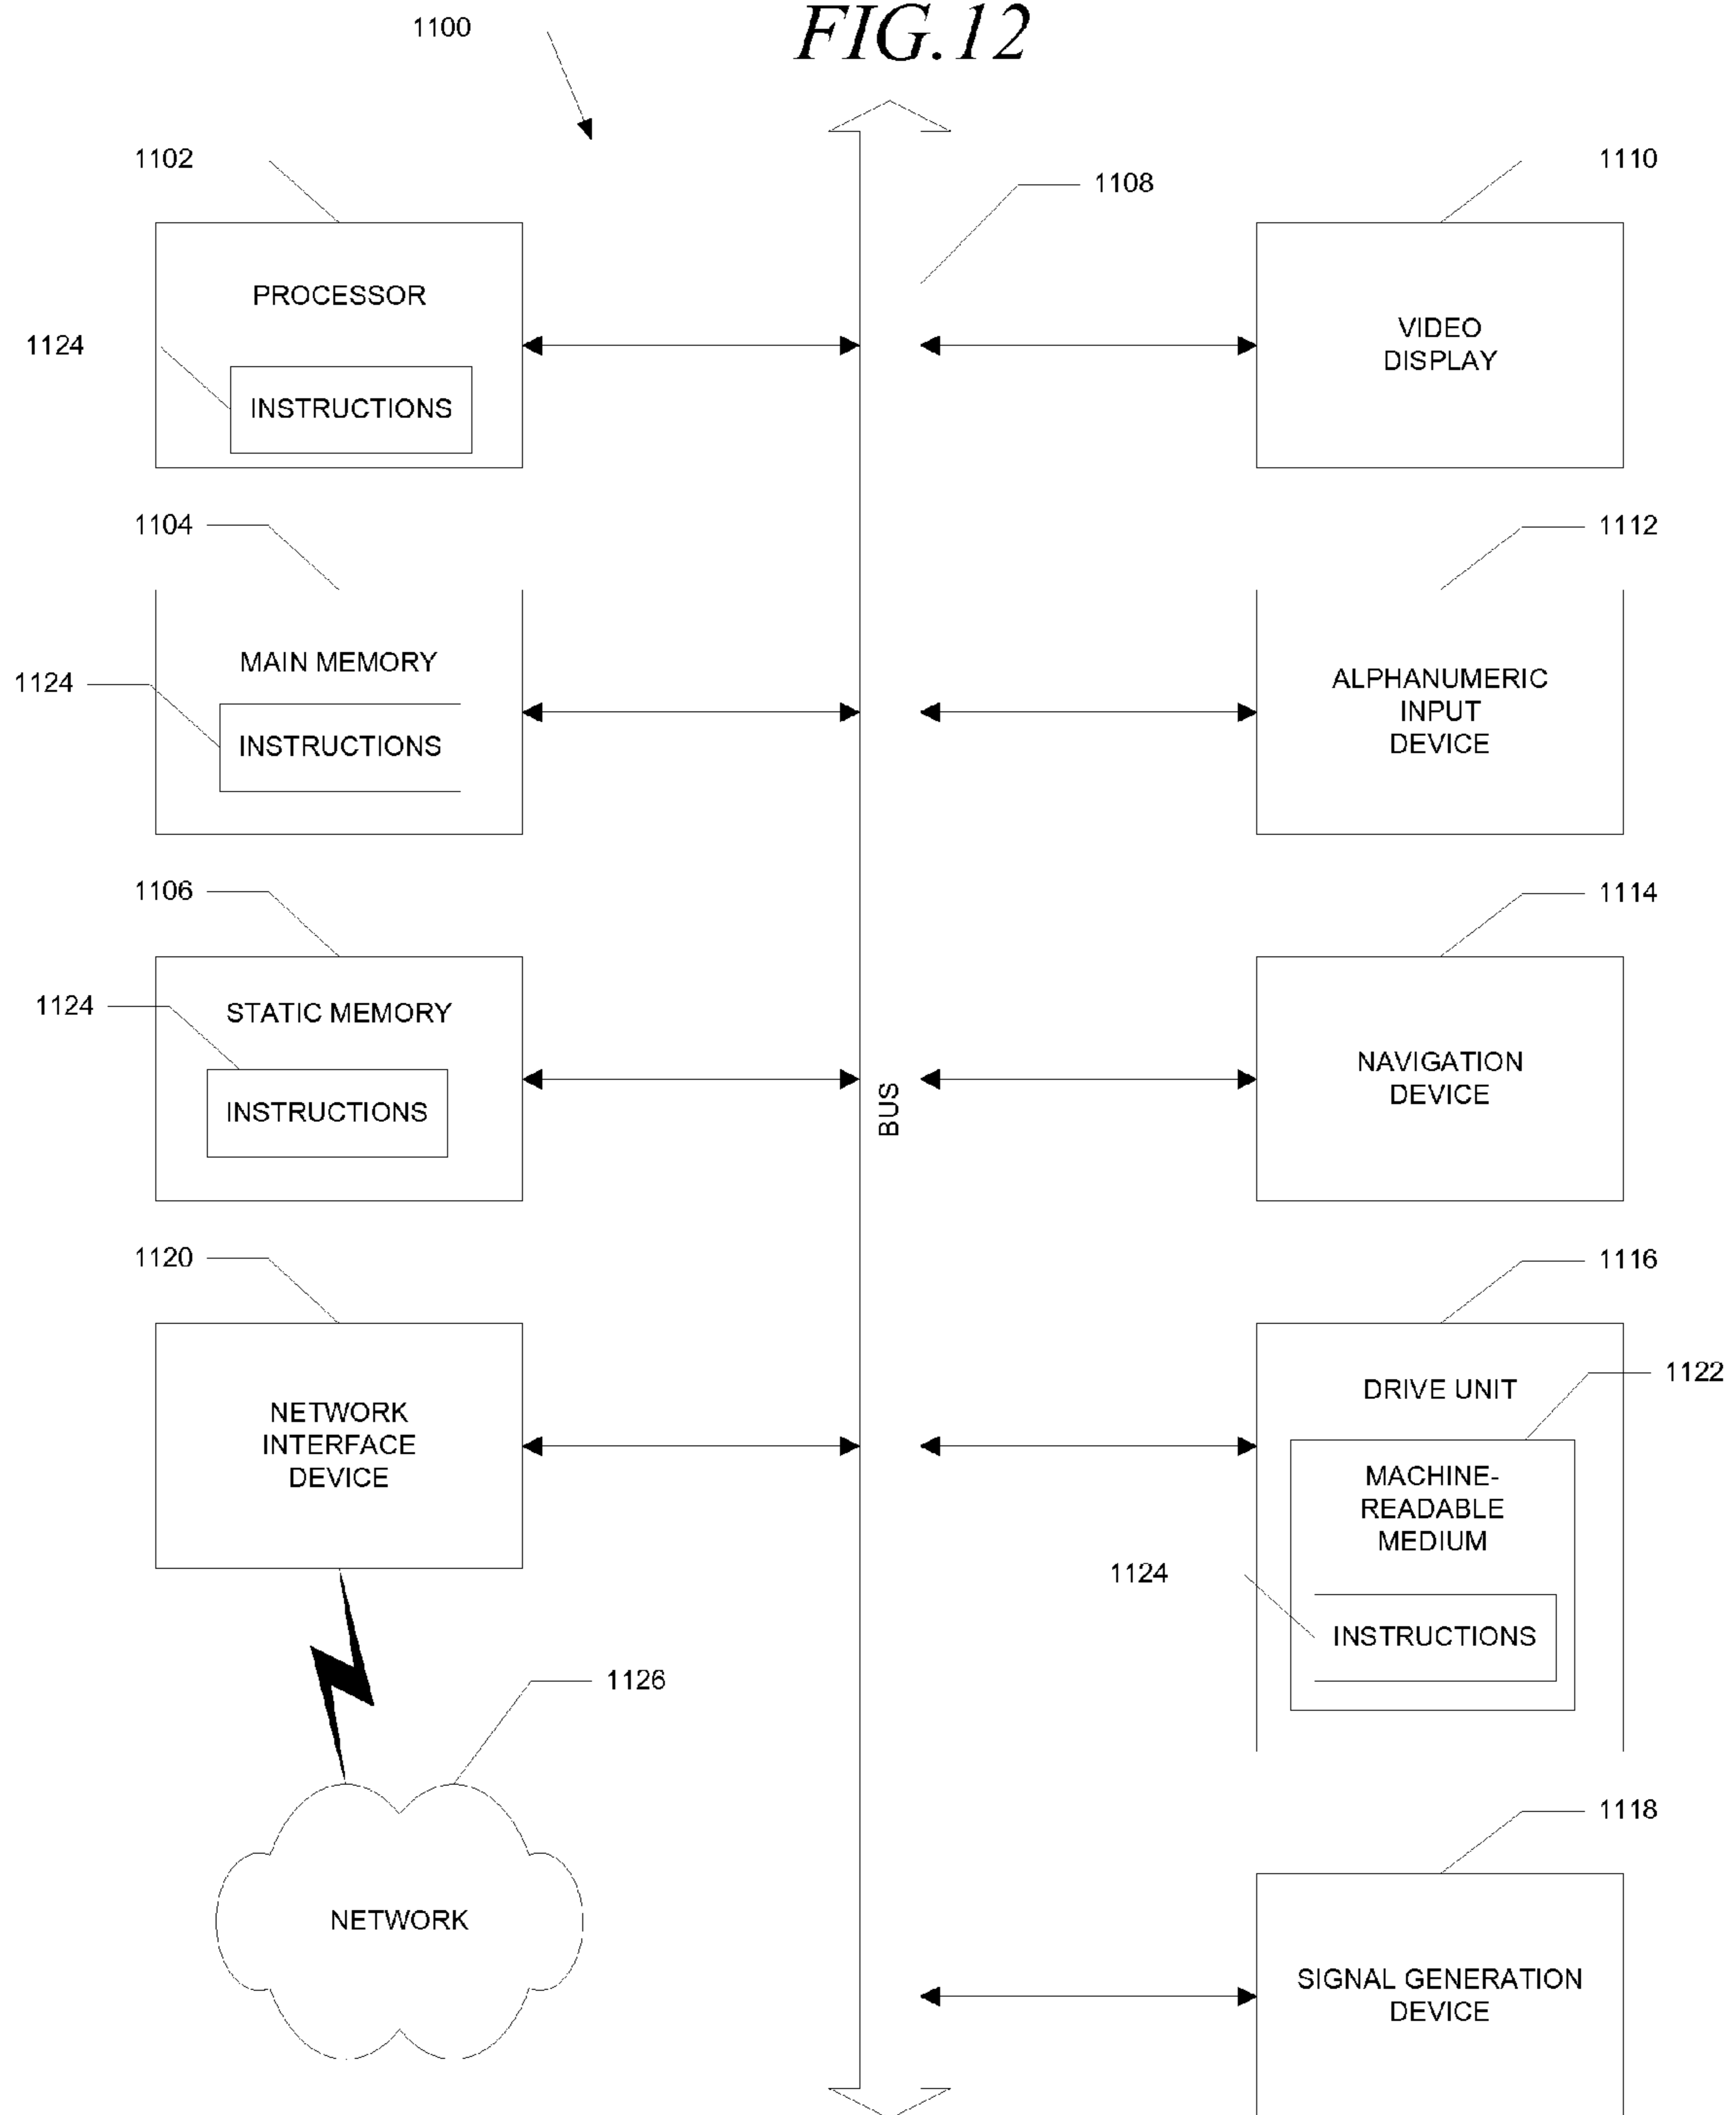 FIG.12
1100
1102
1108
1110
PROCESSOR
1124
INSTRUCTIONS
VIDEO
DISPLAY
1104
1112
MAIN MEMORY
1124
INSTRUCTIONS
ALPHANUMERIC
INPUT
DEVICE
1106
1114
STATIC MEMORY
1124
INSTRUCTIONS
BUS
NAVIGATION
DEVICE
1120
1116
NETWORK
INTERFACE
DEVICE
DRIVE UNIT
1122
MACHINE-
READABLE
MEDIUM
1124
INSTRUCTIONS
1126
NETWORK
1118
SIGNAL GENERATION
DEVICE